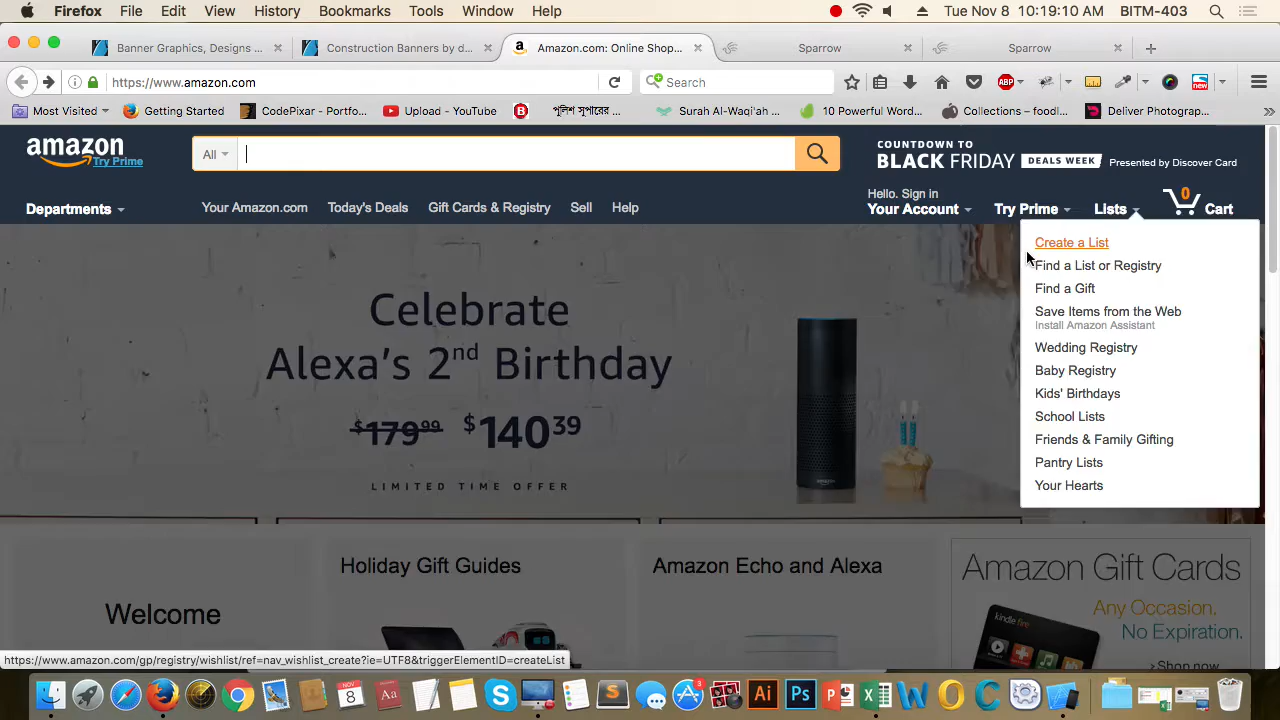 Firefox File Edit View History Bookmarks Tools Window Help Tue Nov 8 10:19:10 AM BITM-403
Banner Graphics, Designs ... Construction Banners by d... Amazon.com: Online Shop... Sparrow Sparrow
https://www.amazon.com Search ABP new
Most Visited Getting Started CodePixar - Portfo... Upload - YouTube B পুলিশ সুপারের ... Surah Al-Waqi'ah ... 10 Powerful Word... Collections – foodl... Deliver Photograp...
amazon
Try Prime
All
COUNTDOWN TO
BLACK FRIDAY DEALS WEEK Presented by Discover Card
Departments Your Amazon.com Today's Deals Gift Cards & Registry Sell Help
Hello. Sign in
Your Account Try Prime Lists 0 Cart
Create a List
Find a List or Registry
Find a Gift
Save Items from the Web
Install Amazon Assistant
Wedding Registry
Baby Registry
Kids' Birthdays
School Lists
Friends & Family Gifting
Pantry Lists
Your Hearts
Celebrate
Alexa's 2nd Birthday
$179.99 $140.39
LIMITED TIME OFFER
Welcome
Holiday Gift Guides
Amazon Echo and Alexa
Amazon Gift Cards
Any Occasion.
No Expiration.
kindle fire
›Shop now
https://www.amazon.com/gp/registry/wishlist/ref=nav_wishlist_create?ie=UTF8&triggerElementID=createList
NOV
8
Aa
S
Ai
Ps